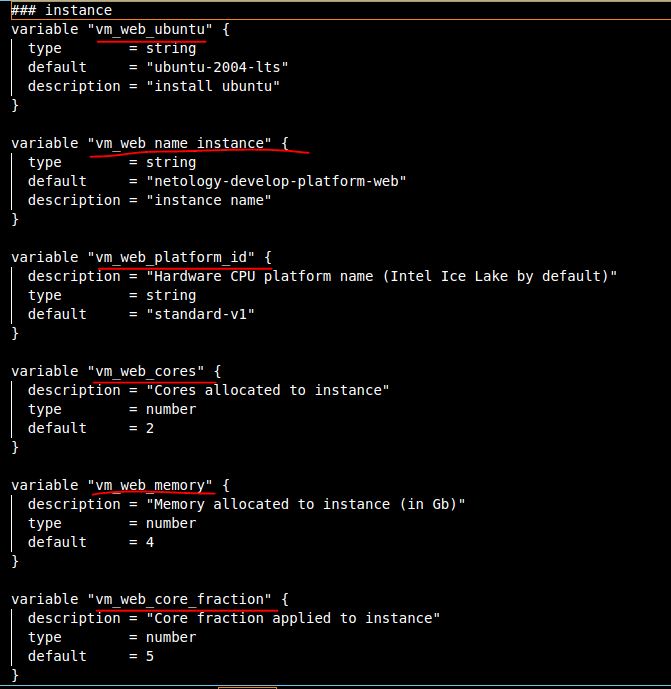 ### instance
variable "vm_web_ubuntu" {
  type        = string
  default     = "ubuntu-2004-lts"
  description = "install ubuntu"
}

variable "vm_web_name_instance" {
  type        = string
  default     = "netology-develop-platform-web"
  description = "instance name"
}

variable "vm_web_platform_id" {
  description = "Hardware CPU platform name (Intel Ice Lake by default)"
  type        = string
  default     = "standard-v1"
}

variable "vm_web_cores" {
  description = "Cores allocated to instance"
  type        = number
  default     = 2
}

variable "vm_web_memory" {
  description = "Memory allocated to instance (in Gb)"
  type        = number
  default     = 4
}

variable "vm_web_core_fraction" {
  description = "Core fraction applied to instance"
  type        = number
  default     = 5
}